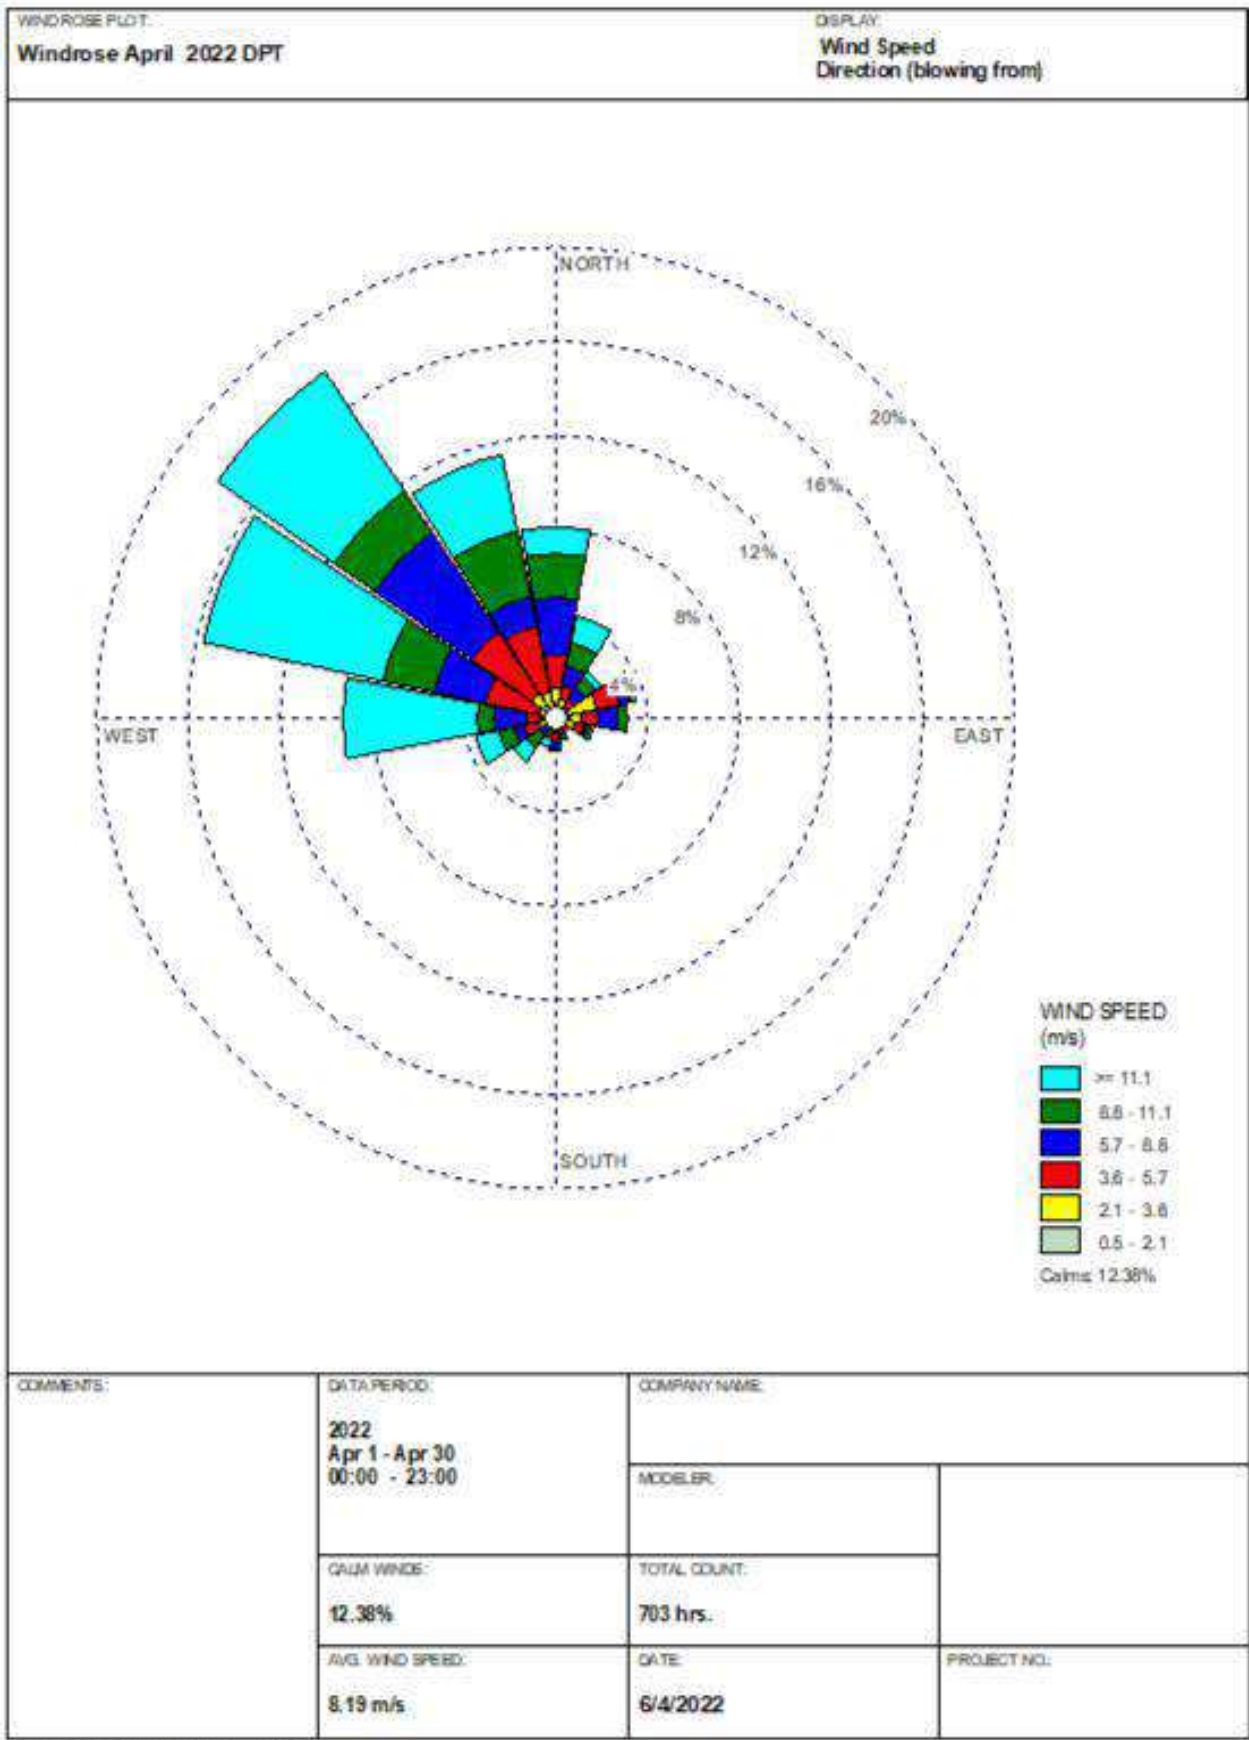 WINDROSE PLOT:
Windrose April 2022 DPT
DISPLAY:
Wind Speed
Direction (blowing from)
NORTH
20%
16%
12%
8%
4%
WEST
EAST
SOUTH
WIND SPEED
(m/s)
>= 11.1
8.8 - 11.1
5.7 - 8.8
3.6 - 5.7
2.1 - 3.6
0.5 - 2.1
Calms: 12.38%
COMMENTS:
DATA PERIOD:
2022
Apr 1 - Apr 30
00:00 - 23:00
COMPANY NAME:
MODELER:
CALM WINDS:
12.38%
TOTAL COUNT:
703 hrs.
AVG. WIND SPEED:
8.19 m/s
DATE:
6/4/2022
PROJECT NO.: